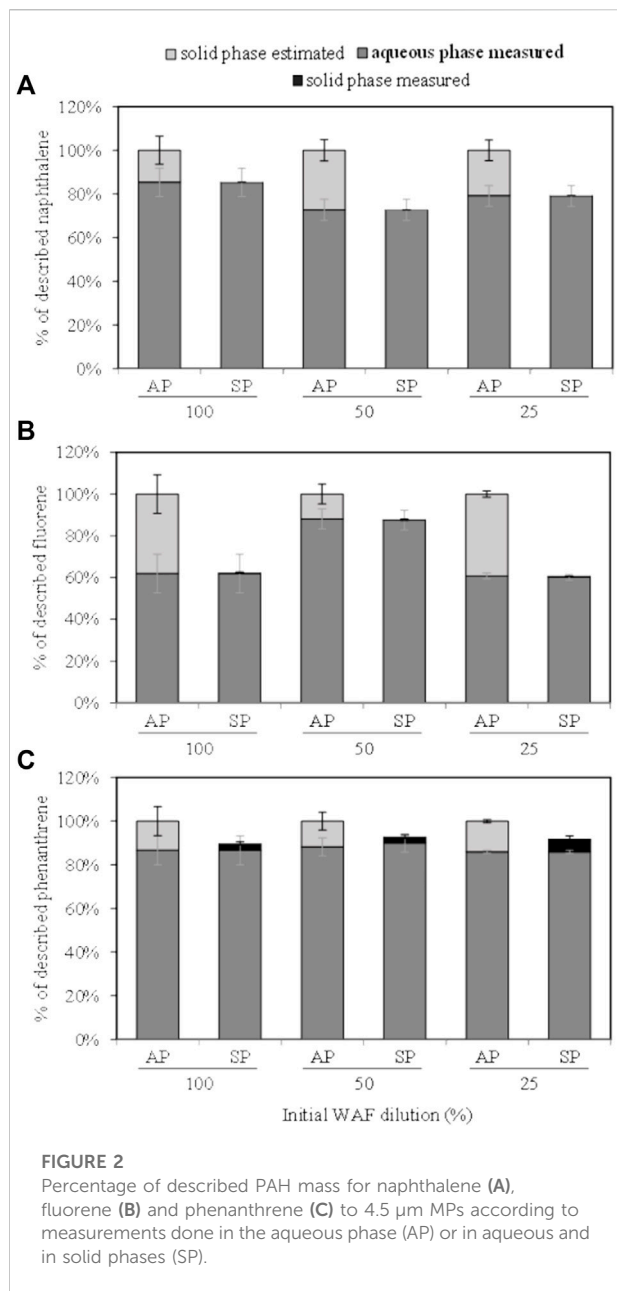 solid phase estimated aqueous phase measured
solid phase measured
A
120%
100%
80%
60%
40%
20%
0%
% of described naphthalene
AP SP AP SP AP SP
100 50 25
B
120%
100%
80%
60%
40%
20%
0%
% of described fluorene
AP SP AP SP AP SP
100 50 25
C
120%
100%
80%
60%
40%
20%
0%
% of described phenanthrene
AP SP AP SP AP SP
100 50 25
Initial WAF dilution (%)
FIGURE 2
Percentage of described PAH mass for naphthalene (A),
fluorene (B) and phenanthrene (C) to 4.5 μm MPs according to
measurements done in the aqueous phase (AP) or in aqueous and
in solid phases (SP).